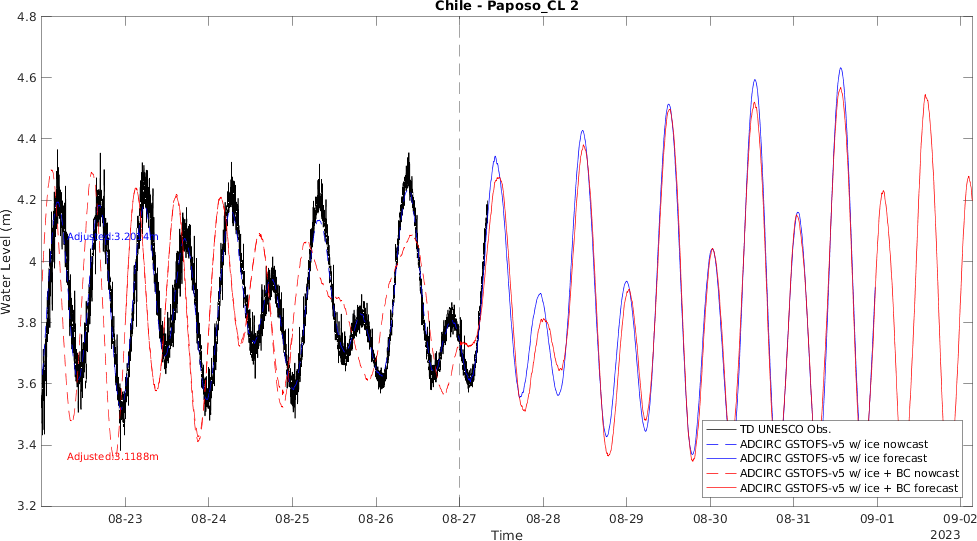 Chile - Paposo_CL 2
4.8
4.6
4.4
4.2
4
3.8
3.6
3.4
3.2
Water Level (m)
Adjusted:3.1188m
TD UNESCO Obs.
ADCIRC GSTOFS-v5 w/ ice nowcast
ADCIRC GSTOFS-v5 w/ ice forecast
ADCIRC GSTOFS-v5 w/ ice + BC nowcast
ADCIRC GSTOFS-v5 w/ ice + BC forecast
08-23
08-24
08-25
08-26
08-27
08-28
08-29
08-30
08-31
09-01
09-02
Time
2023